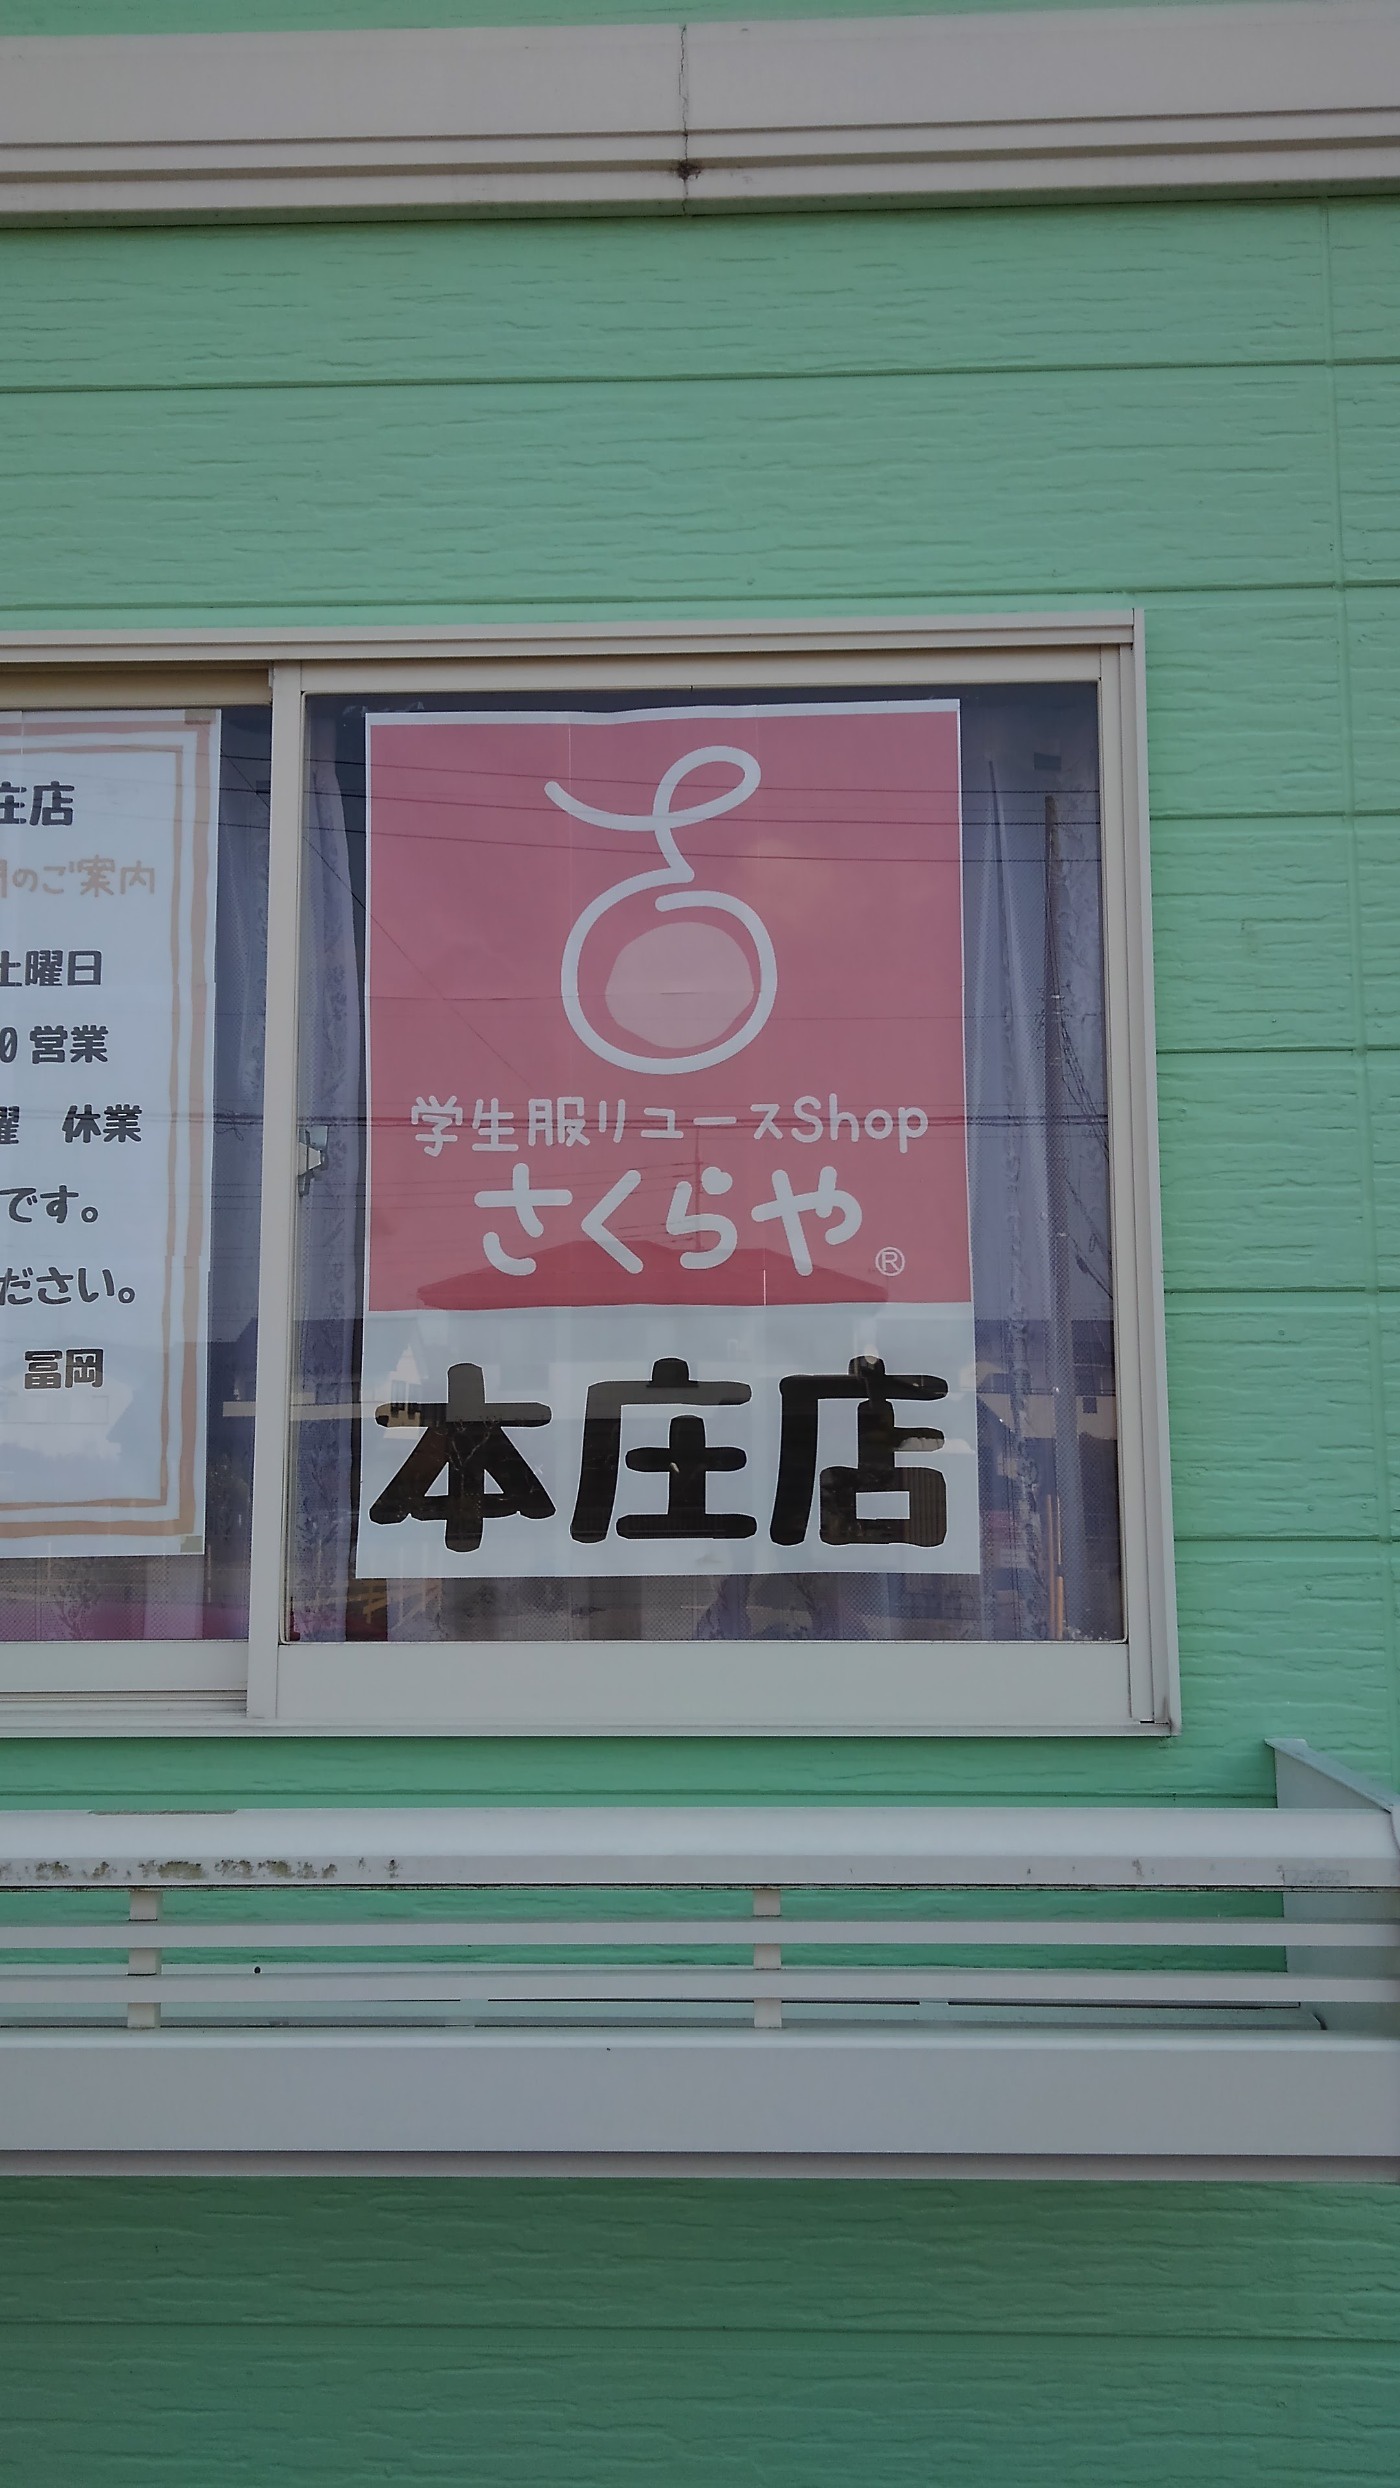 庄店
のご案内
土曜日
0営業
曜 休業
です。
ださい。
冨岡
学生服リユースShop
さくらや®
本庄店